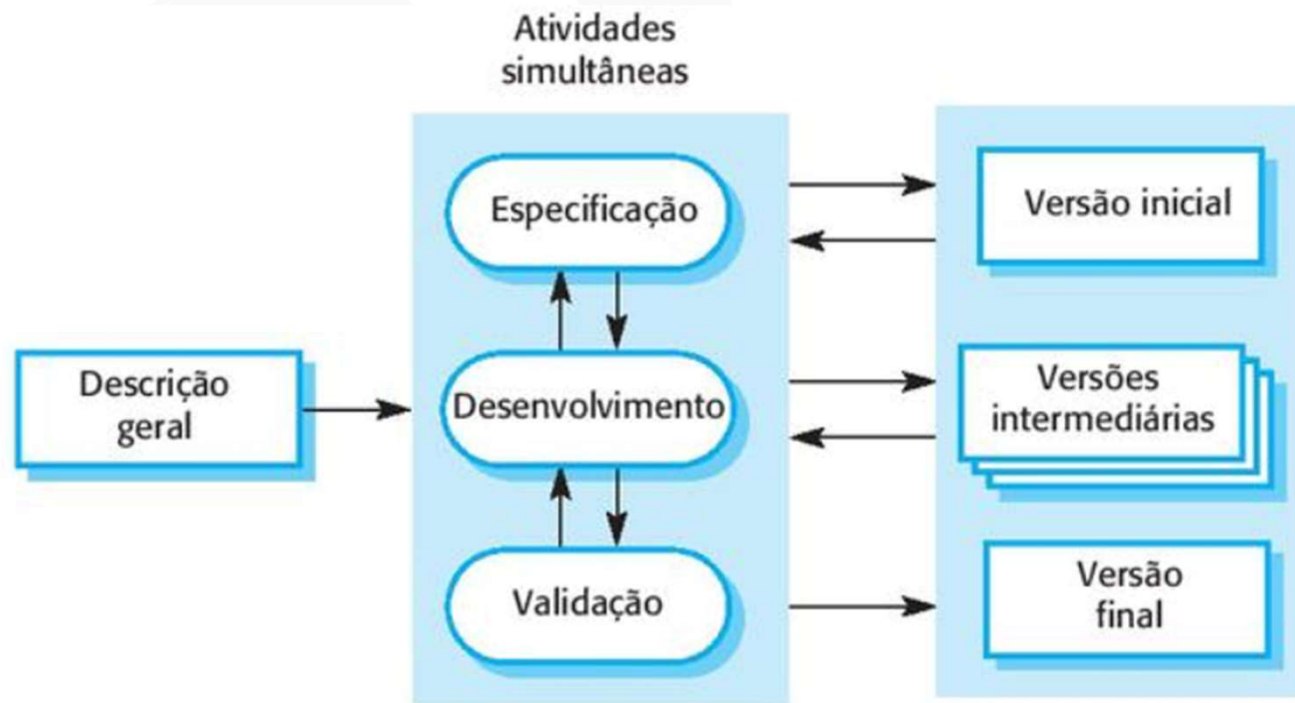 Atividades
simultâneas
Descrição
geral
Especificação
Desenvolvimento
Validação
Versão inicial
Versões
intermediárias
Versão
final